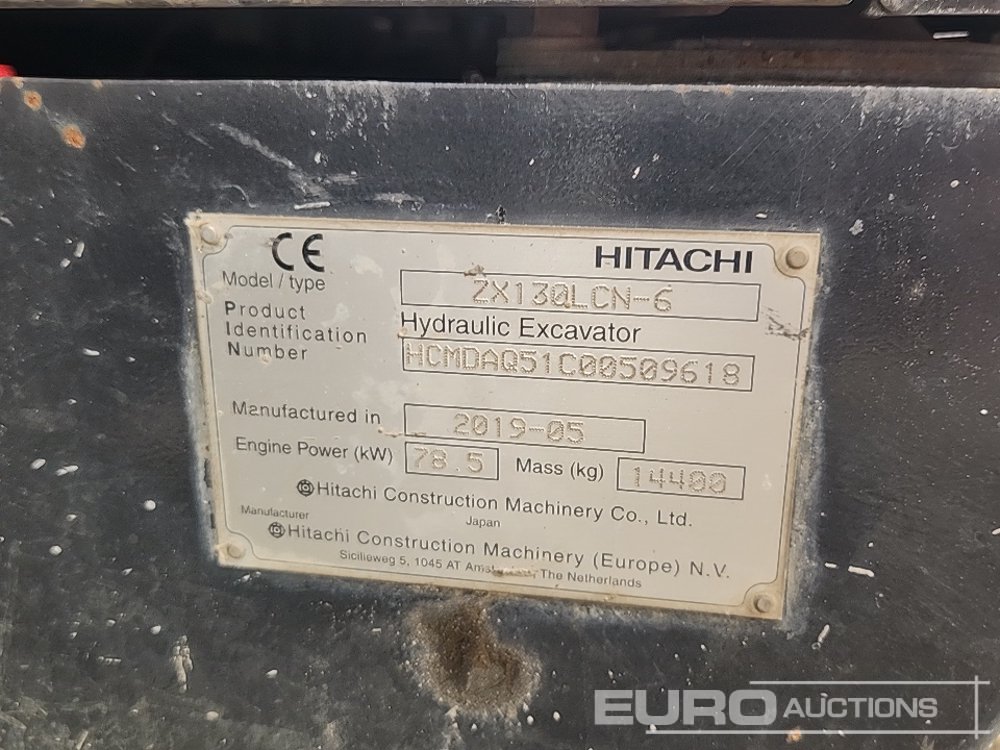 CE HITACHI
Model / type ZX130LCN-6
Product Hydraulic Excavator
Identification
Number HCMDAQ51C00509618
Manufactured in 2019-05
Engine Power (kW) 78.5 Mass (kg) 14400
Hitachi Construction Machinery Co., Ltd.
Japan
Manufacturer
Hitachi Construction Machinery (Europe) N.V.
Sicilieweg 5, 1045 AT The Netherlands
EURO AUCTIONS